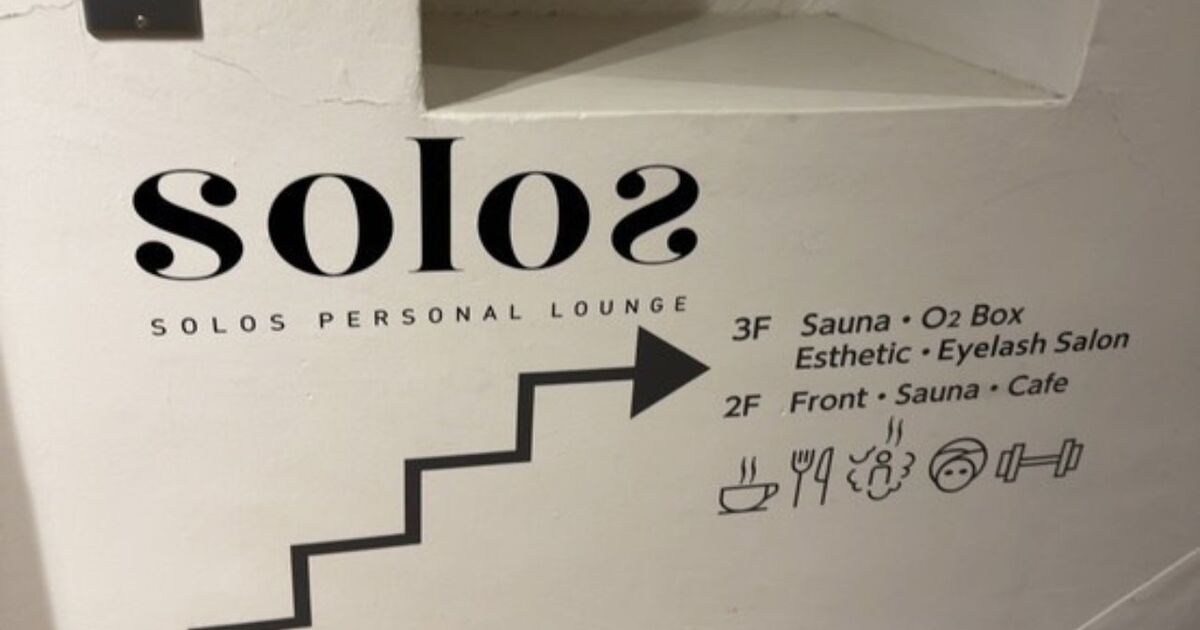 solos
SOLOS PERSONAL LOUNGE
3F Sauna・O2 Box
Esthetic・Eyelash Salon
2F Front・Sauna・Cafe